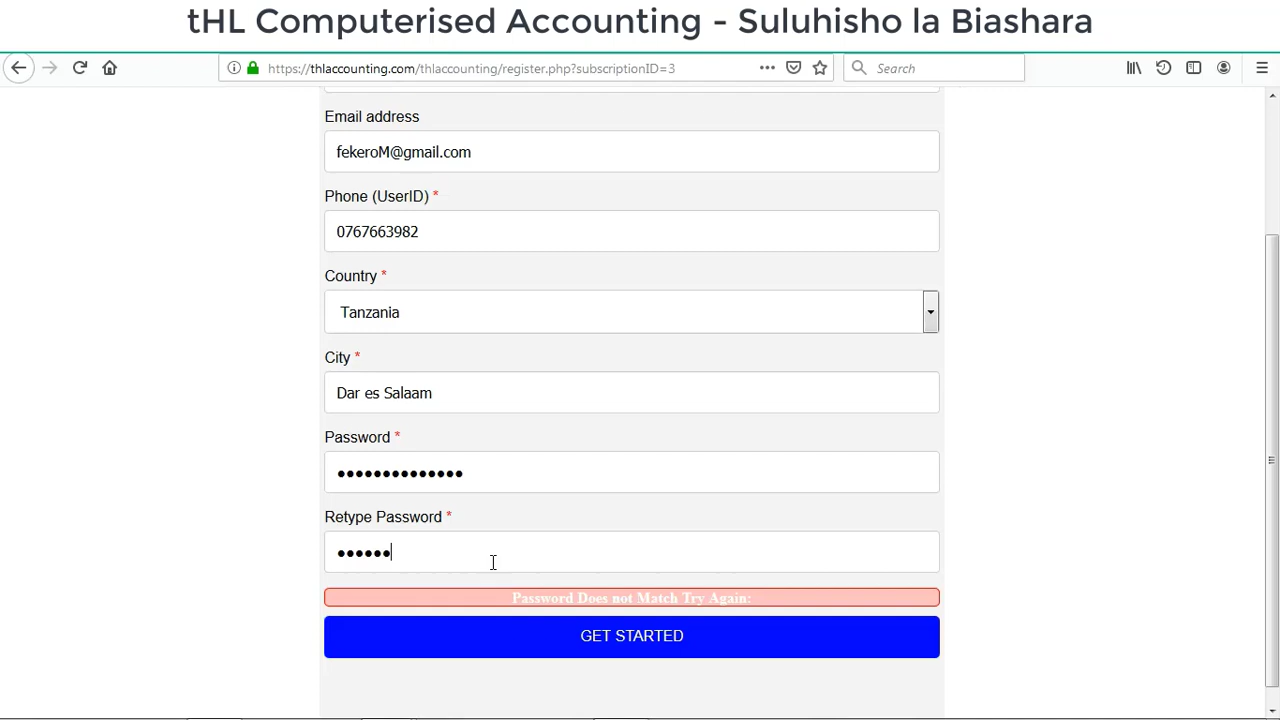 tHL Computerised Accounting - Suluhisho la Biashara
https://thlaccounting.com/thlaccounting/register.php?subscriptionID=3
Search
Email address
fekeroM@gmail.com
Phone (UserID) *
0767663982
Country *
Tanzania
City *
Dar es Salaam
Password *
••••••••••••••
Retype Password *
••••••
Password Does not Match Try Again:
GET STARTED